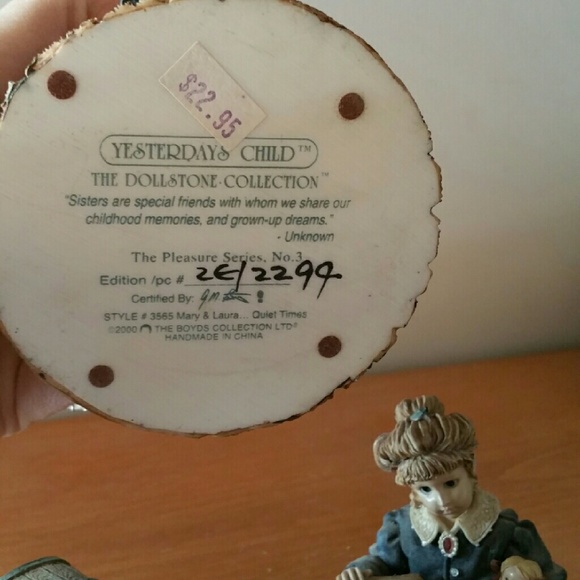 $22.95
YESTERDAYS' CHILD™
THE DOLLSTONE·COLLECTION™
"Sisters are special friends with whom we share our
childhood memories, and grown-up dreams."
- Unknown
The Pleasure Series, No.3
Edition /pc # 2E/2294
Certified By:
STYLE # 3565 Mary & Laura... Quiet Times
©2000 THE BOYDS COLLECTION LTD®
HANDMADE IN CHINA